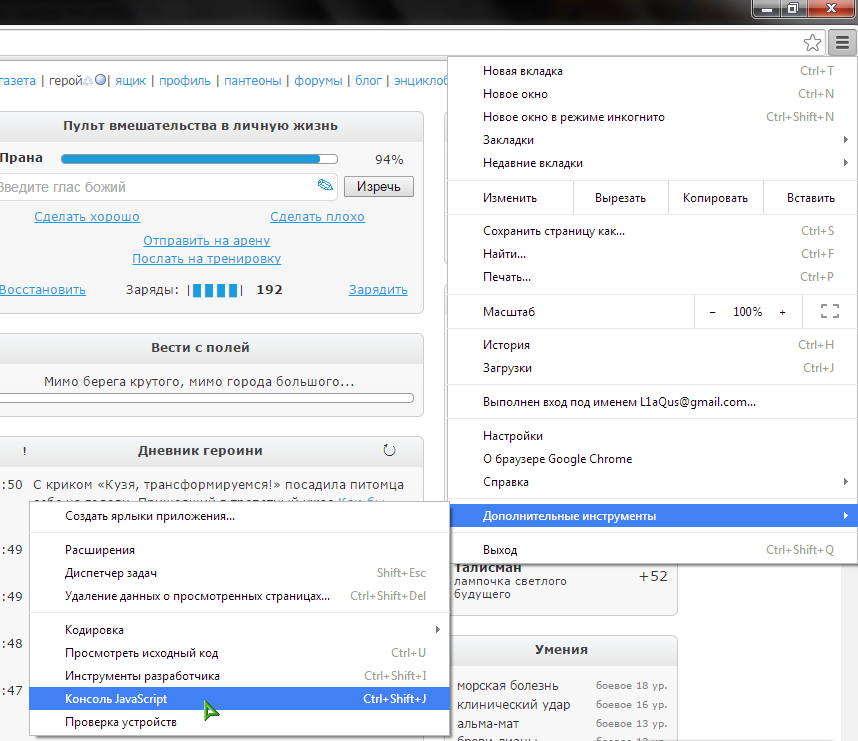 газета | герой | ящик | профиль | пантеоны | форумы | блог | энциклоб
Пульт вмешательства в личную жизнь
Прана 94%
Введите глас божий Изречь
Сделать хорошо Сделать плохо
Отправить на арену
Послать на тренировку
Восстановить Заряды: 192 Зарядить
Вести с полей
Мимо берега крутого, мимо города большого...
! Дневник героини
:50 С криком «Кузя, трансформируемся!» посадила питомца
:49
:49
:48
:47
Новая вкладка Ctrl+T
Новое окно Ctrl+N
Новое окно в режиме инкогнито Ctrl+Shift+N
Закладки
Недавние вкладки
Изменить Вырезать Копировать Вставить
Сохранить страницу как... Ctrl+S
Найти... Ctrl+F
Печать... Ctrl+P
Масштаб − 100% +
История Ctrl+H
Загрузки Ctrl+J
Выполнен вход под именем L1aQus@gmail.com...
Настройки
О браузере Google Chrome
Справка
Дополнительные инструменты
Выход Ctrl+Shift+Q
Создать ярлыки приложения...
Расширения
Диспетчер задач Shift+Esc
Удаление данных о просмотренных страницах... Ctrl+Shift+Del
Кодировка
Просмотреть исходный код Ctrl+U
Инструменты разработчика Ctrl+Shift+I
Консоль JavaScript Ctrl+Shift+J
Проверка устройств
Талисман +52
лампочка светлого
будущего
Умения
морская болезнь боевое 18 ур.
клинический удар боевое 16 ур.
альма-мат боевое 13 ур.